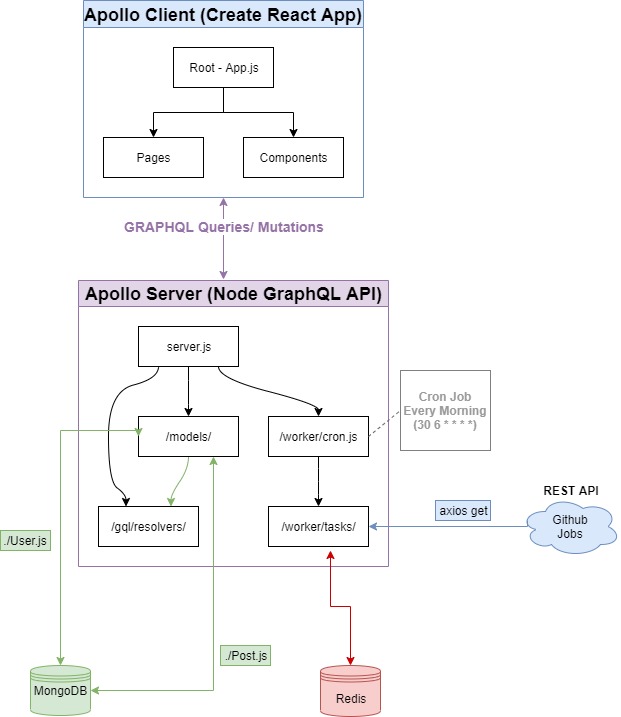 Apollo Client (Create React App)
Root - App.js
Pages
Components
GRAPHQL Queries/ Mutations
Apollo Server (Node GraphQL API)
server.js
Cron Job
Every Morning
(30 6 * * * *)
/models/
/worker/cron.js
REST API
axios get
Github
Jobs
/gql/resolvers/
/worker/tasks/
./User.js
./Post.js
MongoDB
Redis